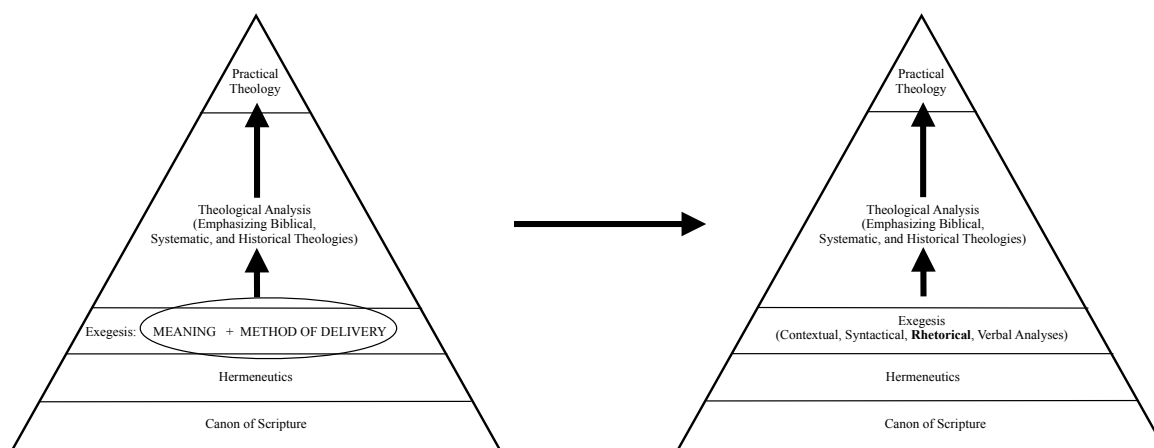 Practical
Theology
Theological Analysis
(Emphasizing Biblical,
Systematic, and Historical Theologies)
Exegesis: MEANING + METHOD OF DELIVERY
Hermeneutics
Canon of Scripture
Practical
Theology
Theological Analysis
(Emphasizing Biblical,
Systematic, and Historical Theologies)
Exegesis
(Contextual, Syntactical, Rhetorical, Verbal Analyses)
Hermeneutics
Canon of Scripture